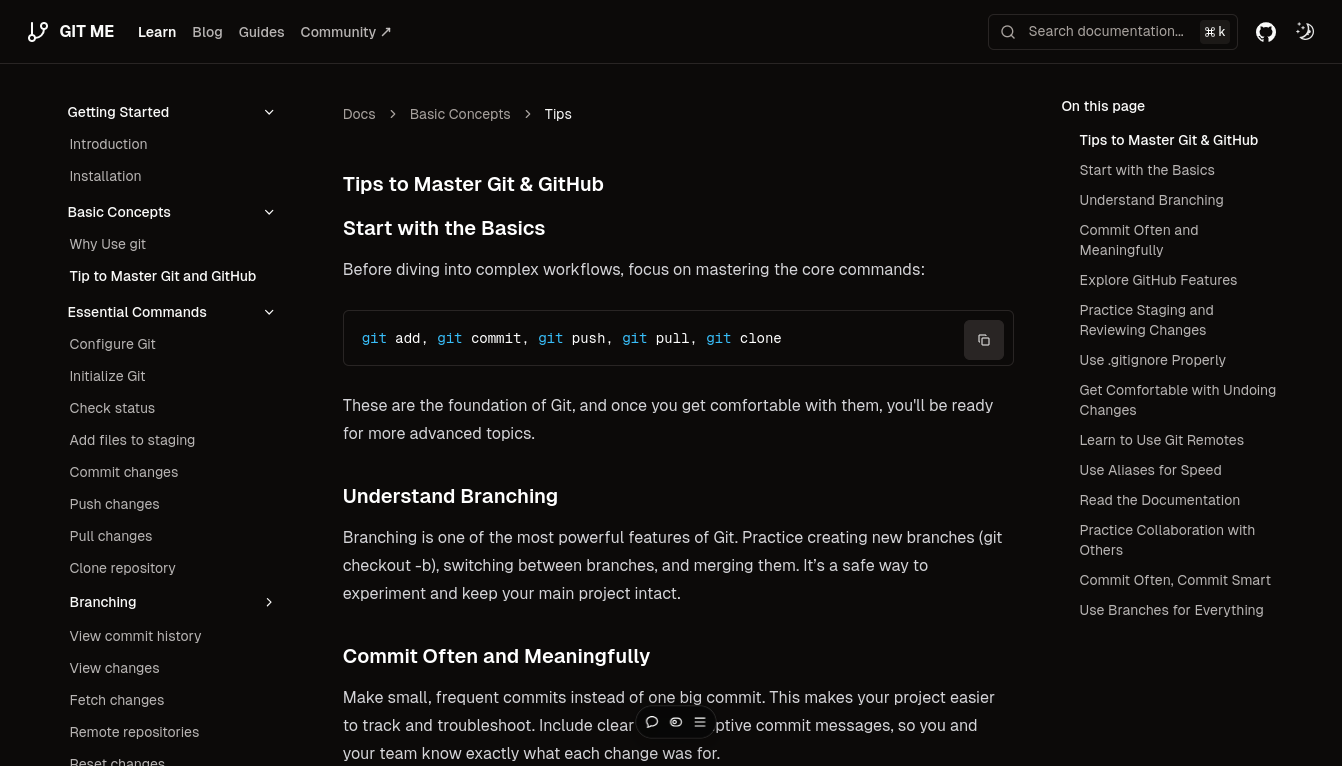 GIT ME
Learn
Blog
Guides
Community ↗
Search documentation...
⌘ k
Getting Started
Introduction
Installation
Basic Concepts
Why Use git
Tip to Master Git and GitHub
Essential Commands
Configure Git
Initialize Git
Check status
Add files to staging
Commit changes
Push changes
Pull changes
Clone repository
Branching
View commit history
View changes
Fetch changes
Remote repositories
Reset changes
Docs > Basic Concepts > Tips
Tips to Master Git & GitHub
Start with the Basics
Before diving into complex workflows, focus on mastering the core commands:
git add, git commit, git push, git pull, git clone
These are the foundation of Git, and once you get comfortable with them, you'll be ready
for more advanced topics.
Understand Branching
Branching is one of the most powerful features of Git. Practice creating new branches (git
checkout -b), switching between branches, and merging them. It’s a safe way to
experiment and keep your main project intact.
Commit Often and Meaningfully
Make small, frequent commits instead of one big commit. This makes your project easier
to track and troubleshoot. Include clear ptive commit messages, so you and
your team know exactly what each change was for.
On this page
Tips to Master Git & GitHub
Start with the Basics
Understand Branching
Commit Often and
Meaningfully
Explore GitHub Features
Practice Staging and
Reviewing Changes
Use .gitignore Properly
Get Comfortable with Undoing
Changes
Learn to Use Git Remotes
Use Aliases for Speed
Read the Documentation
Practice Collaboration with
Others
Commit Often, Commit Smart
Use Branches for Everything